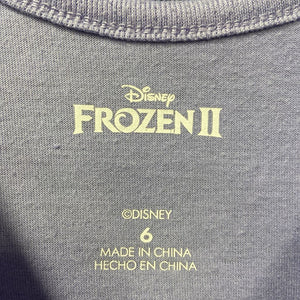 Disney
FROZEN II
©DISNEY
6
MADE IN CHINA
HECHO EN CHINA